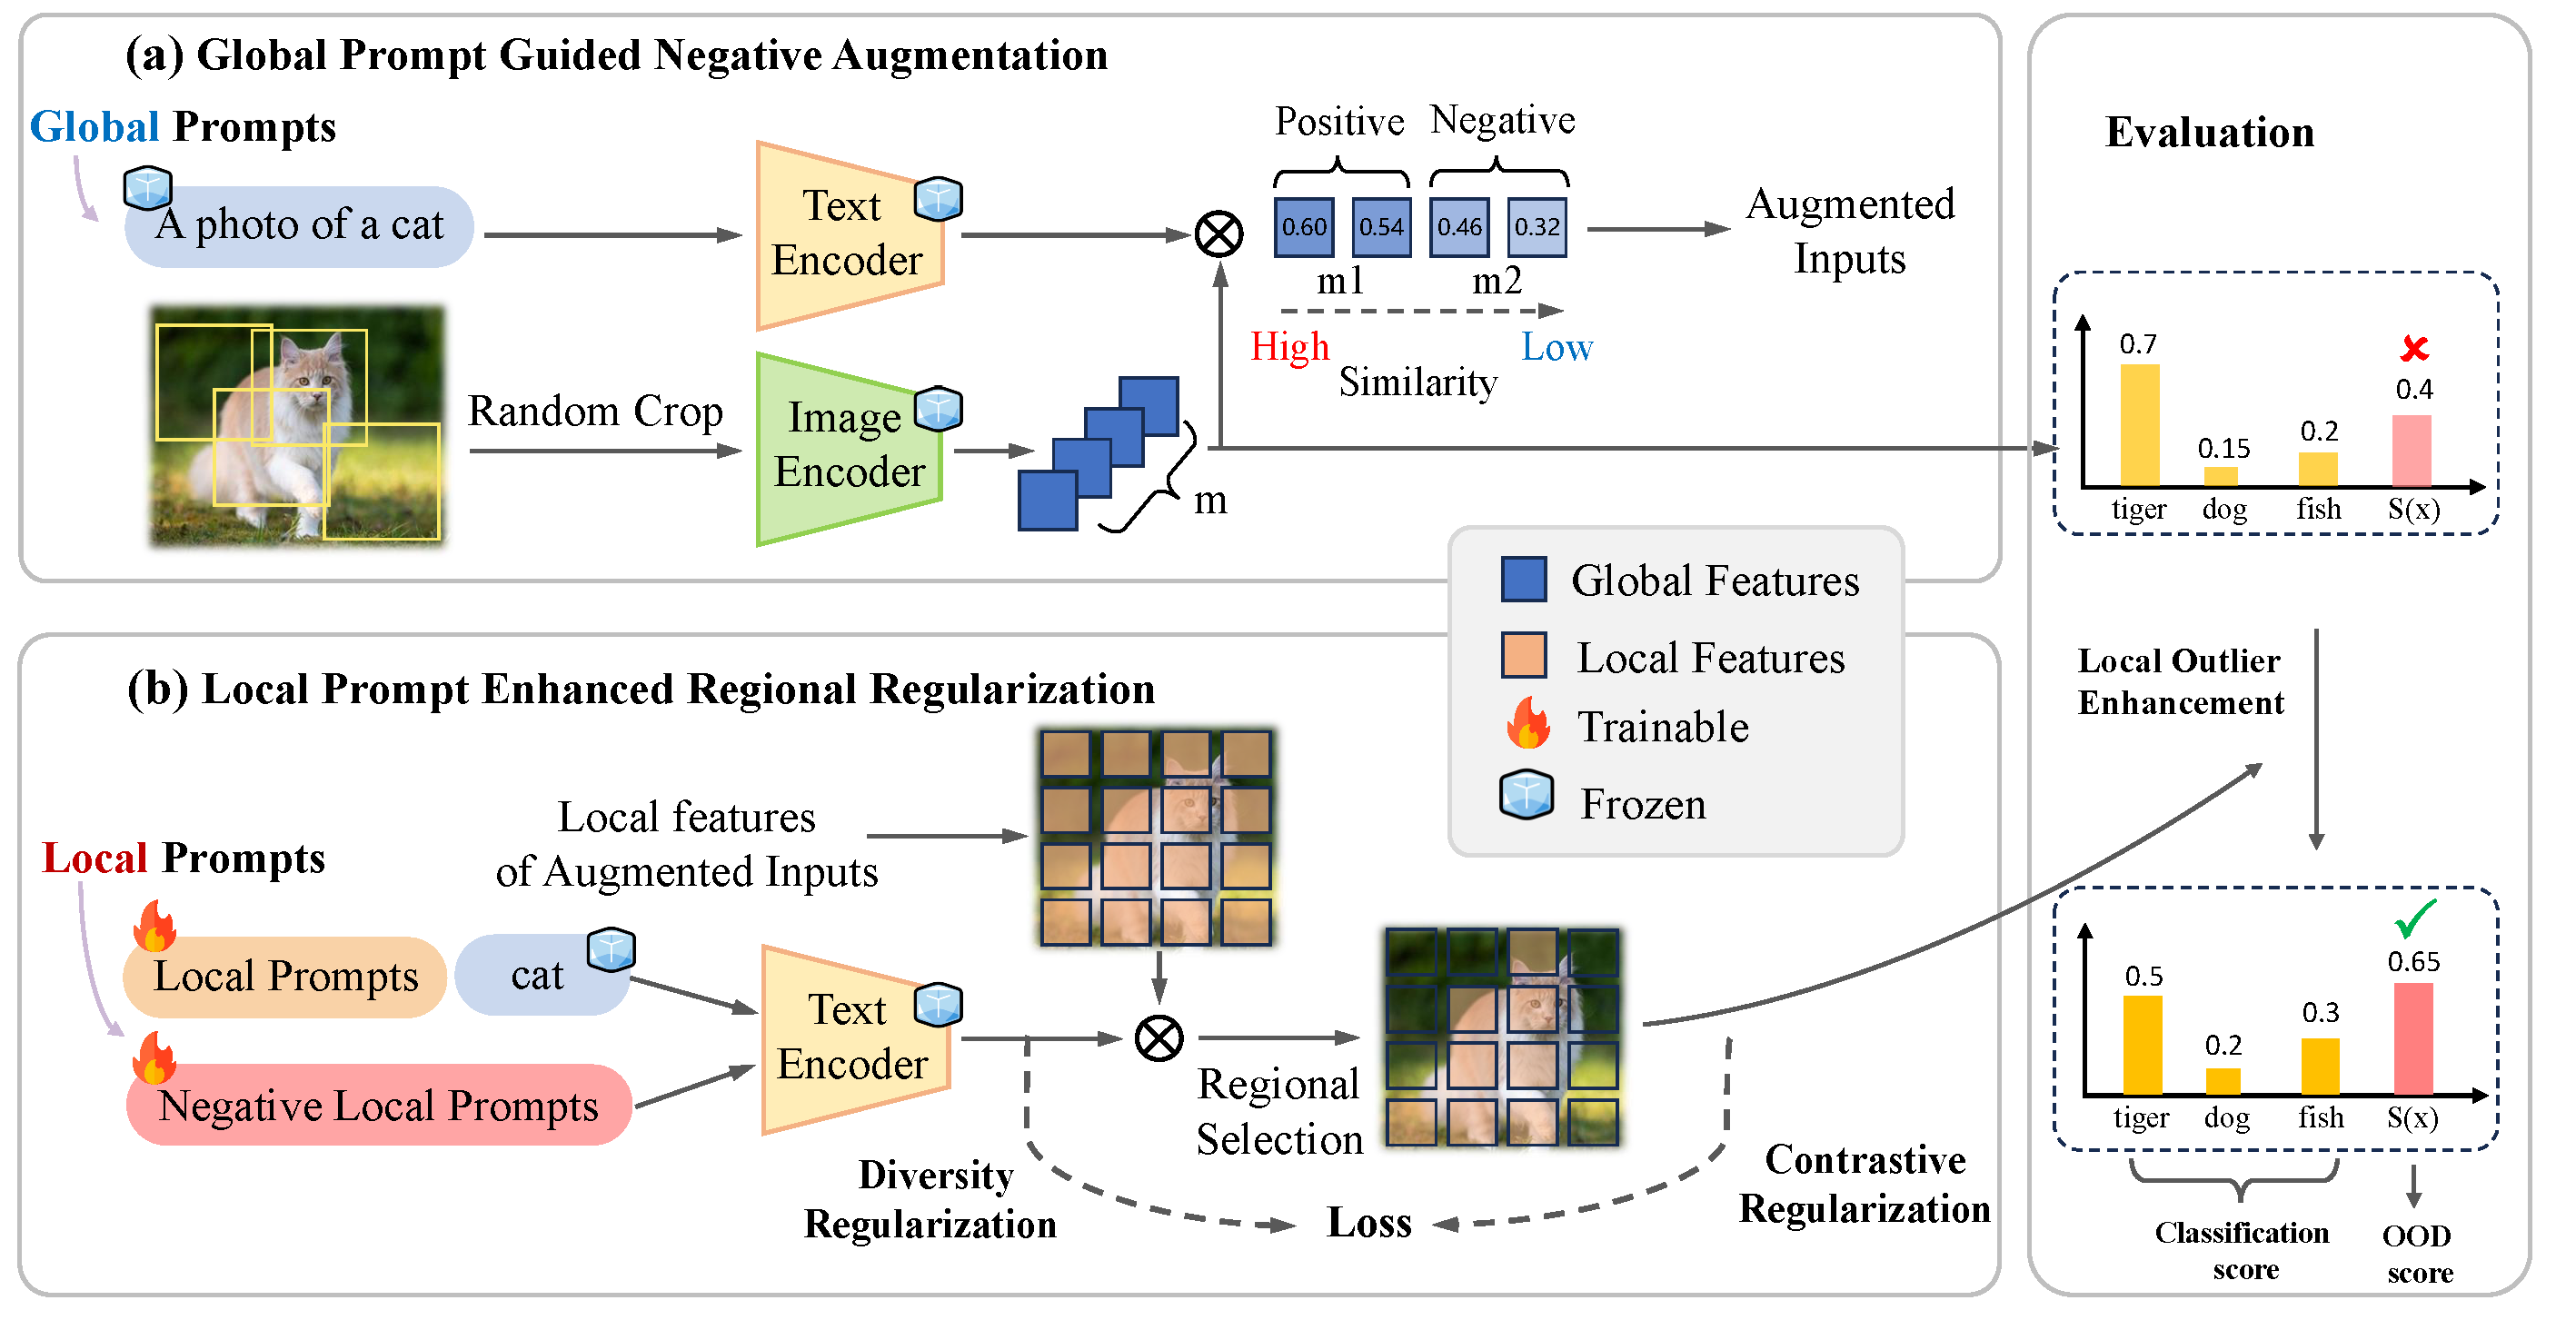 (a) Global Prompt Guided Negative Augmentation
Global Prompts
A photo of a cat
Text
Encoder
Positive
Negative
0.60
0.54
0.46
0.32
m1
m2
High
Low
Similarity
Augmented
Inputs
Random Crop
Image
Encoder
m
Evaluation
0.7
0.15
0.2
0.4
tiger
dog
fish
S(x)
Global Features
Local Features
Trainable
Frozen
Local Outlier
Enhancement
(b) Local Prompt Enhanced Regional Regularization
Local features
of Augmented Inputs
Local Prompts
Local Prompts
cat
Negative Local Prompts
Text
Encoder
Regional
Selection
Diversity
Regularization
Loss
Contrastive
Regularization
0.5
0.2
0.3
0.65
tiger
dog
fish
S(x)
Classification
score
OOD
score